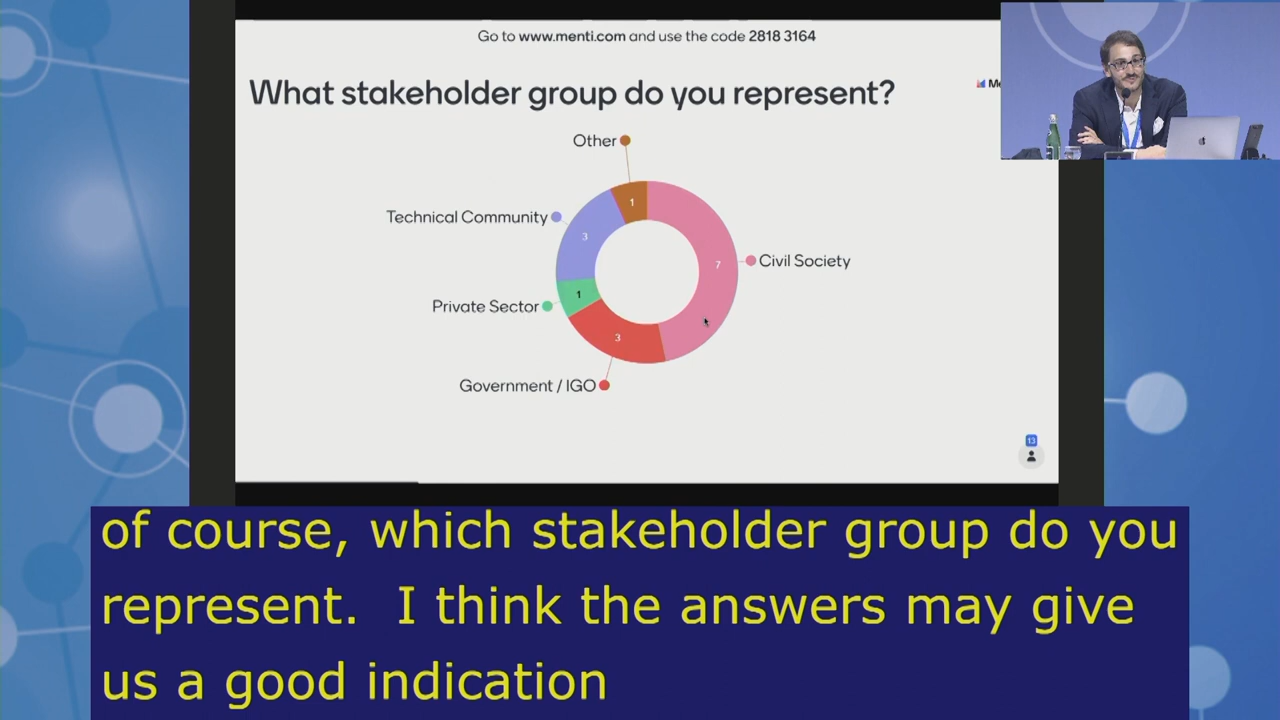 Go to www.menti.com and use the code 2818 3164
What stakeholder group do you represent?
Other
1
Technical Community
3
7
Civil Society
Private Sector
1
3
Government / IGO
13
of course, which stakeholder group do you
represent.  I think the answers may give
us a good indication